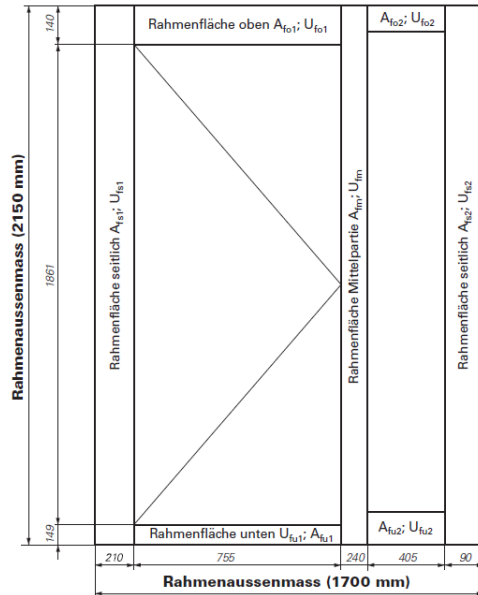 140
Rahmenfläche oben A_fo1; U_fo1
A_fo2; U_fo2
Rahmenaussenmass (2150 mm)
1861
Rahmenfläche seitlich A_fs1; U_fs1
Rahmenfläche Mittelpartie A_fm; U_fm
Rahmenfläche seitlich A_fs2; U_fs2
149
Rahmenfläche unten U_fu1; A_fu1
A_fu2; U_fu2
210 755 240 405 90
Rahmenaussenmass (1700 mm)